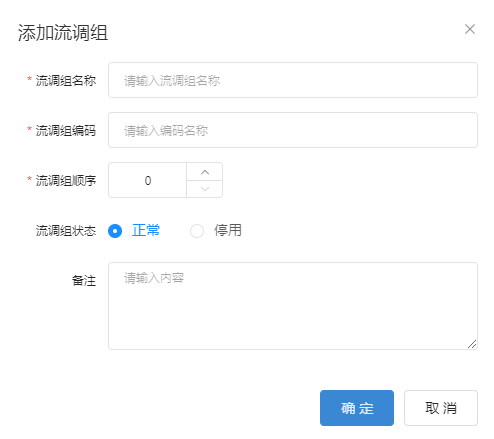 添加流调组
* 流调组名称 请输入流调组名称
* 流调组编码 请输入编码名称
* 流调组顺序 0
流调组状态 正常 停用
备注 请输入内容
确 定 取 消